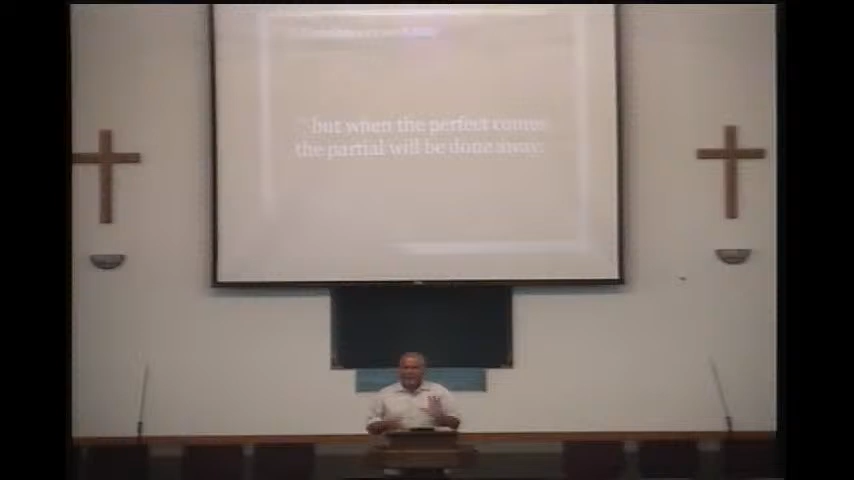 but when the perfect comes
the partial will be done away.